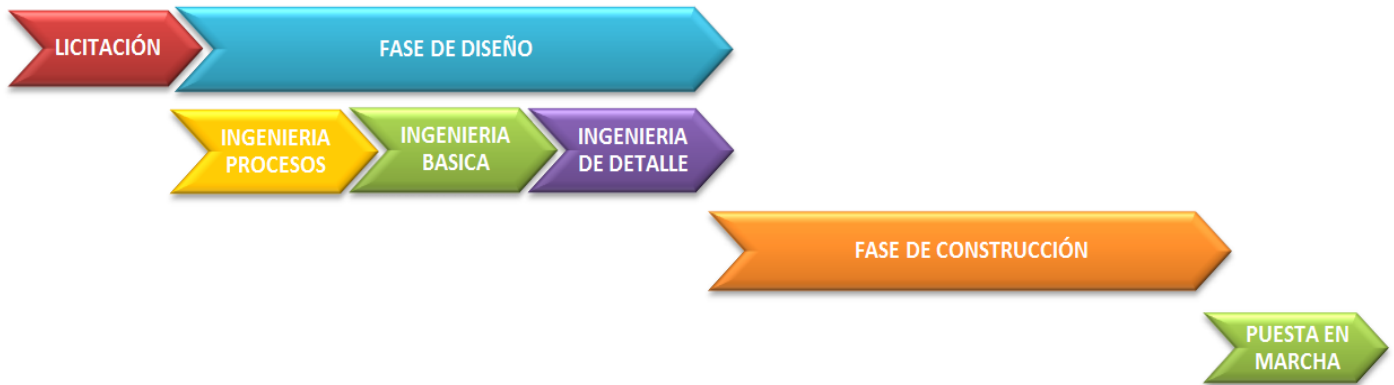 LICITACIÓN
FASE DE DISEÑO
INGENIERIA
PROCESOS
INGENIERIA
BASICA
INGENIERIA
DE DETALLE
FASE DE CONSTRUCCIÓN
PUESTA EN
MARCHA